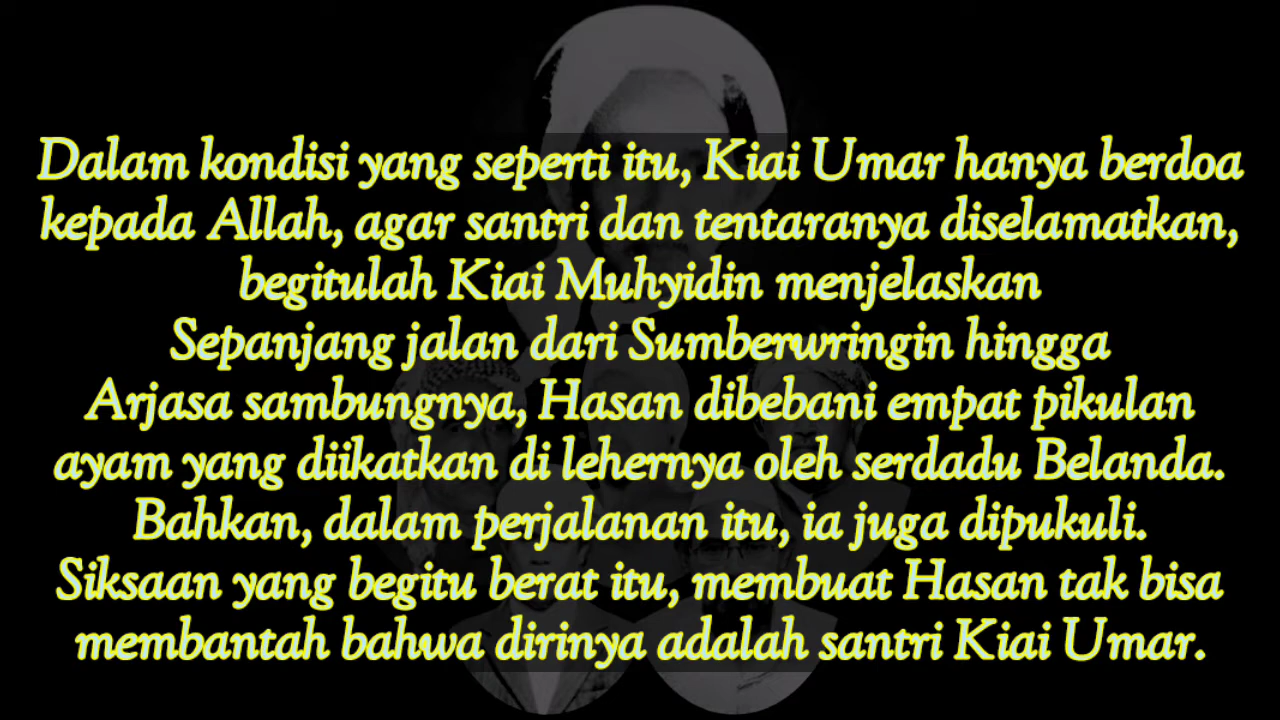 Dalam kondisi yang seperti itu, Kiai Umar hanya berdoa
kepada Allah, agar santri dan tentaranya diselamatkan,
begitulah Kiai Muhyidin menjelaskan
Sepanjang jalan dari Sumberwringin hingga
Arjasa sambungnya, Hasan dibebani empat pikulan
ayam yang diikatkan di lehernya oleh serdadu Belanda.
Bahkan, dalam perjalanan itu, ia juga dipukuli.
Siksaan yang begitu berat itu, membuat Hasan tak bisa
membantah bahwa dirinya adalah santri Kiai Umar.